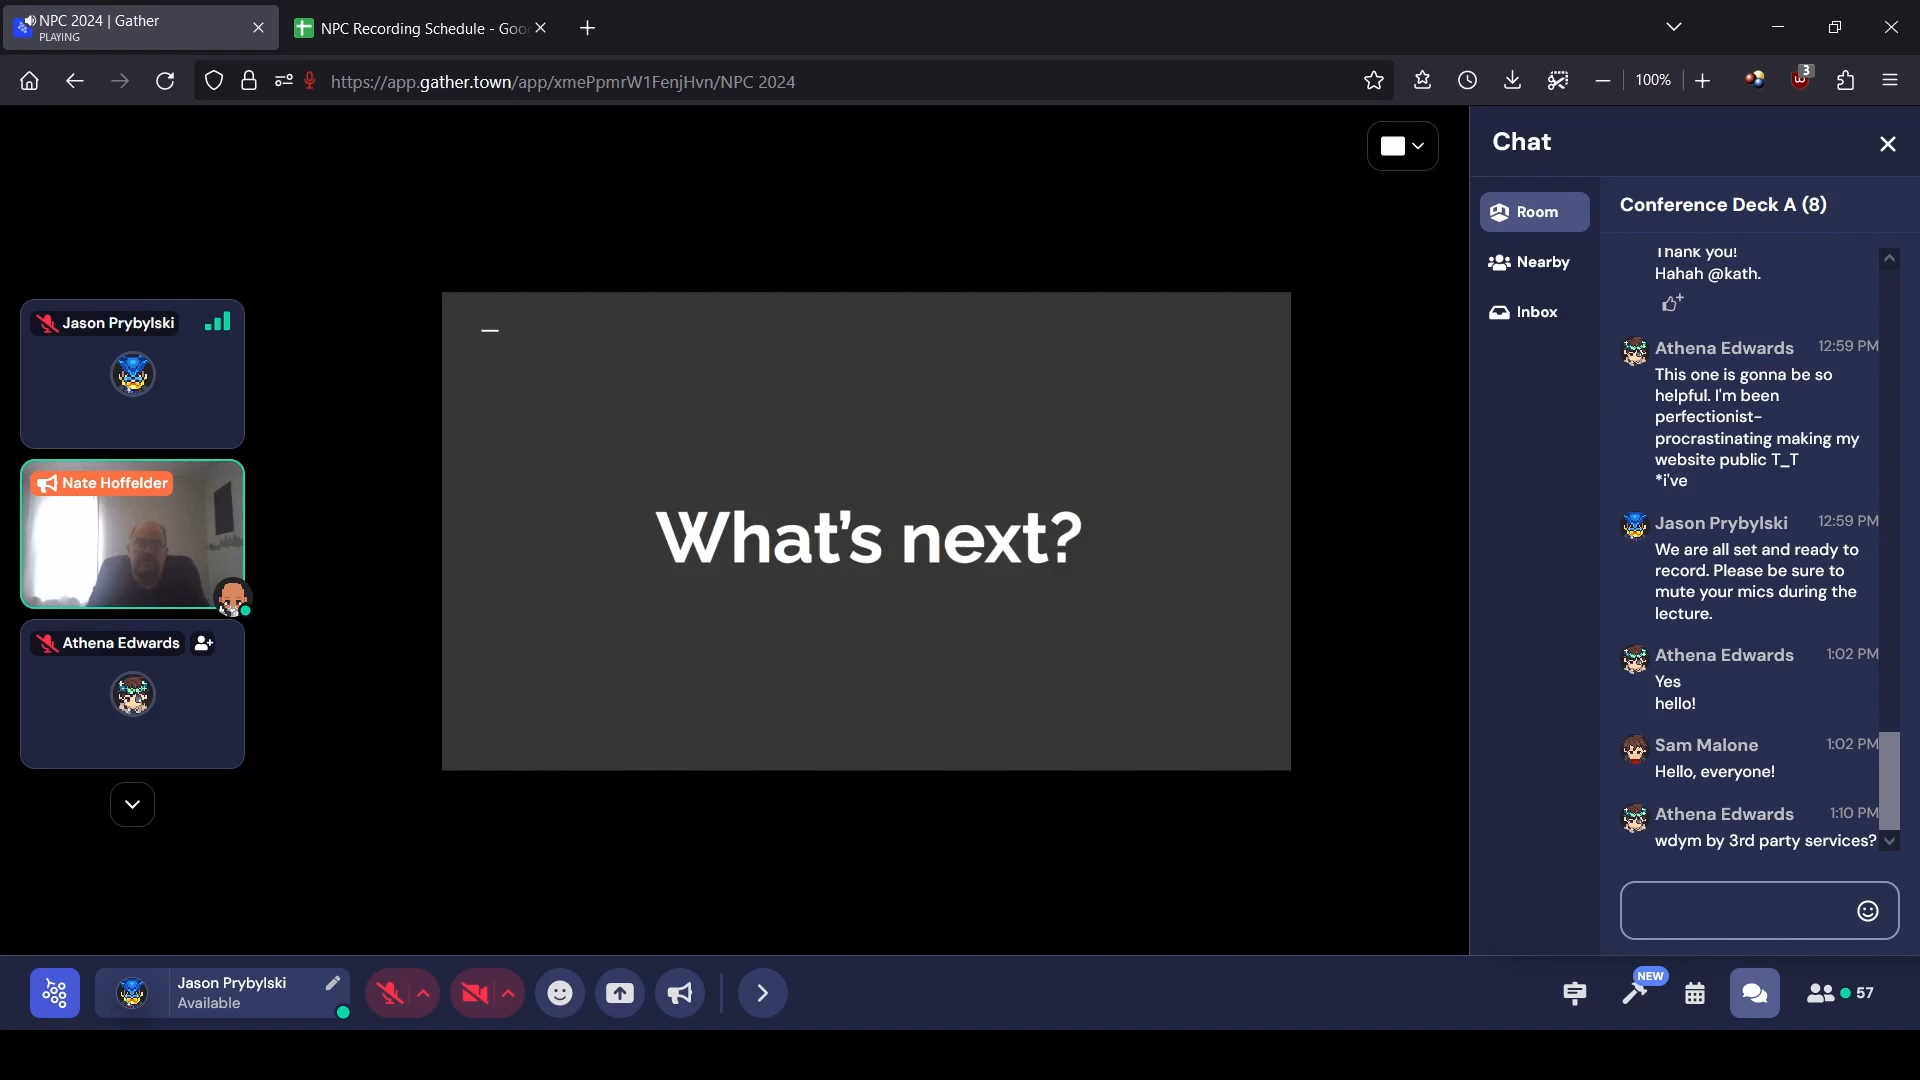 NPC 2024 | Gather
PLAYING
NPC Recording Schedule - Goo
https://app.gather.town/app/xmePpmrW1FenjHvn/NPC 2024
100%
3
Jason Prybylski
Nate Hoffelder
Athena Edwards
What's next?
Chat
Room
Nearby
Inbox
Conference Deck A (8)
Thank you!
Hahah @kath.
Athena Edwards 12:59 PM
This one is gonna be so
helpful. I'm been
perfectionist-
procrastinating making my
website public T_T
*i've
Jason Prybylski 12:59 PM
We are all set and ready to
record. Please be sure to
mute your mics during the
lecture.
Athena Edwards 1:02 PM
Yes
hello!
Sam Malone 1:02 PM
Hello, everyone!
Athena Edwards 1:10 PM
wdym by 3rd party services?
Jason Prybylski
Available
NEW
57